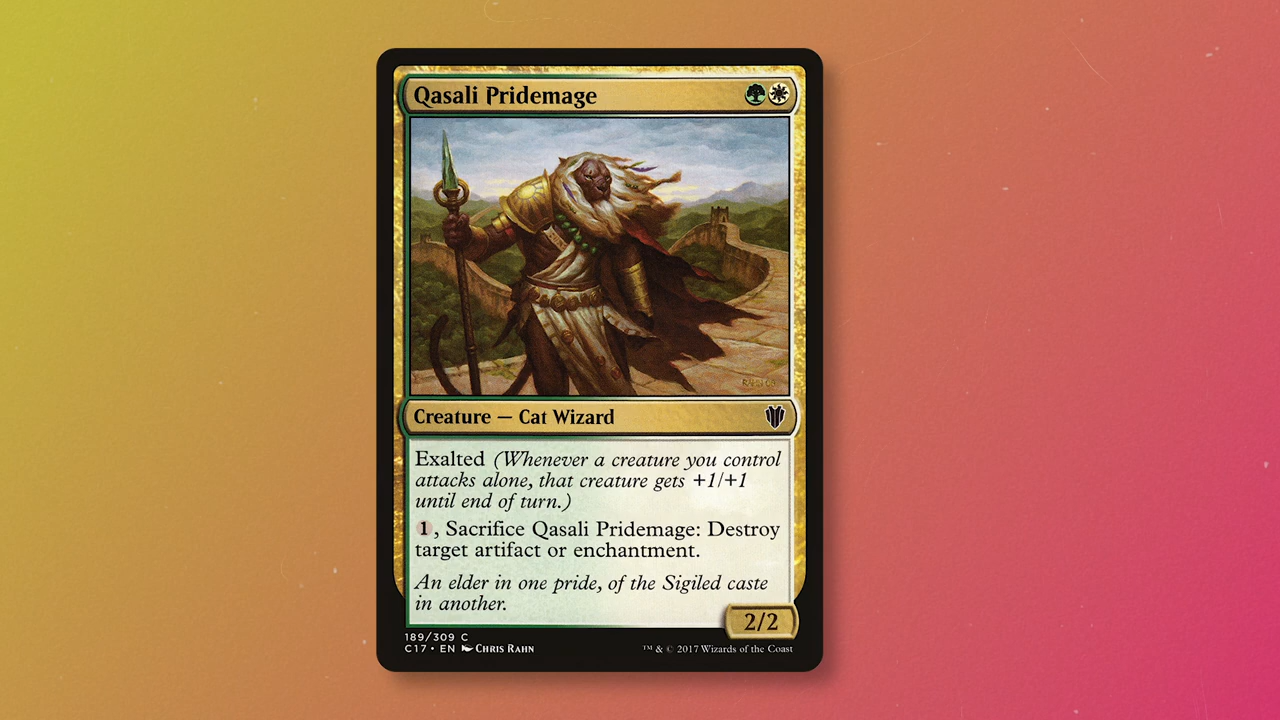 Qasali Pridemage
Creature — Cat Wizard
Exalted (Whenever a creature you control
attacks alone, that creature gets +1/+1
until end of turn.)
1, Sacrifice Qasali Pridemage: Destroy
target artifact or enchantment.
An elder in one pride, of the Sigiled caste
in another.
2/2
189/309 C
C17 • EN Chris Rahn
™ & © 2017 Wizards of the Coast